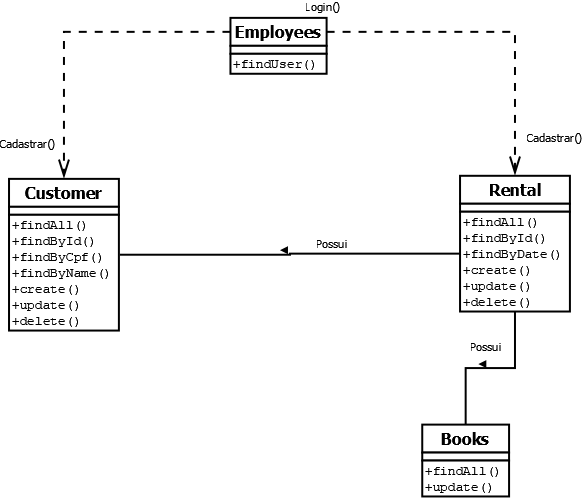 Login()
Employees
+findUser()
Cadastrar()
Cadastrar()
Customer
+findAll()
+findById()
+findByCpf()
+findByName()
+create()
+update()
+delete()
Possui
Rental
+findAll()
+findById()
+findByDate()
+create()
+update()
+delete()
Possui
Books
+findAll()
+update()